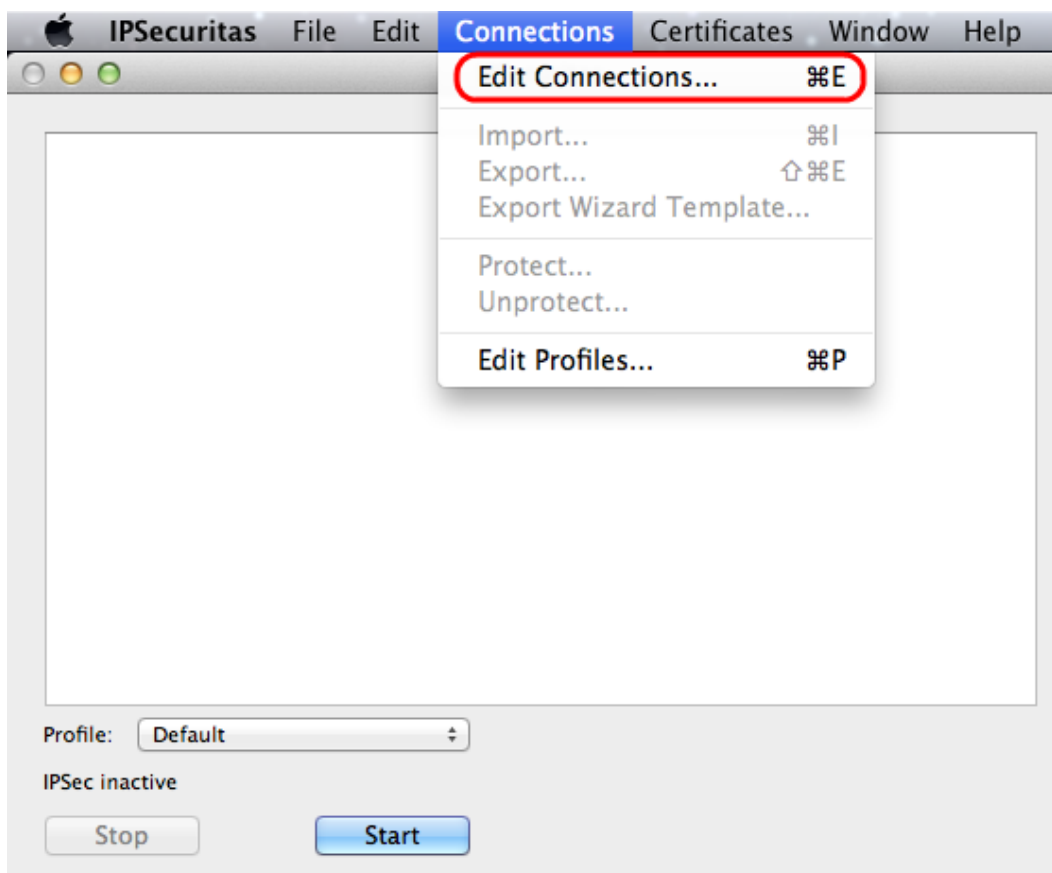 IPSecuritas File Edit Connections Certificates Window Help
Edit Connections... ⌘E
Import... ⌘I
Export... ⇧⌘E
Export Wizard Template...
Protect...
Unprotect...
Edit Profiles... ⌘P
Profile: Default
IPSec inactive
Stop Start